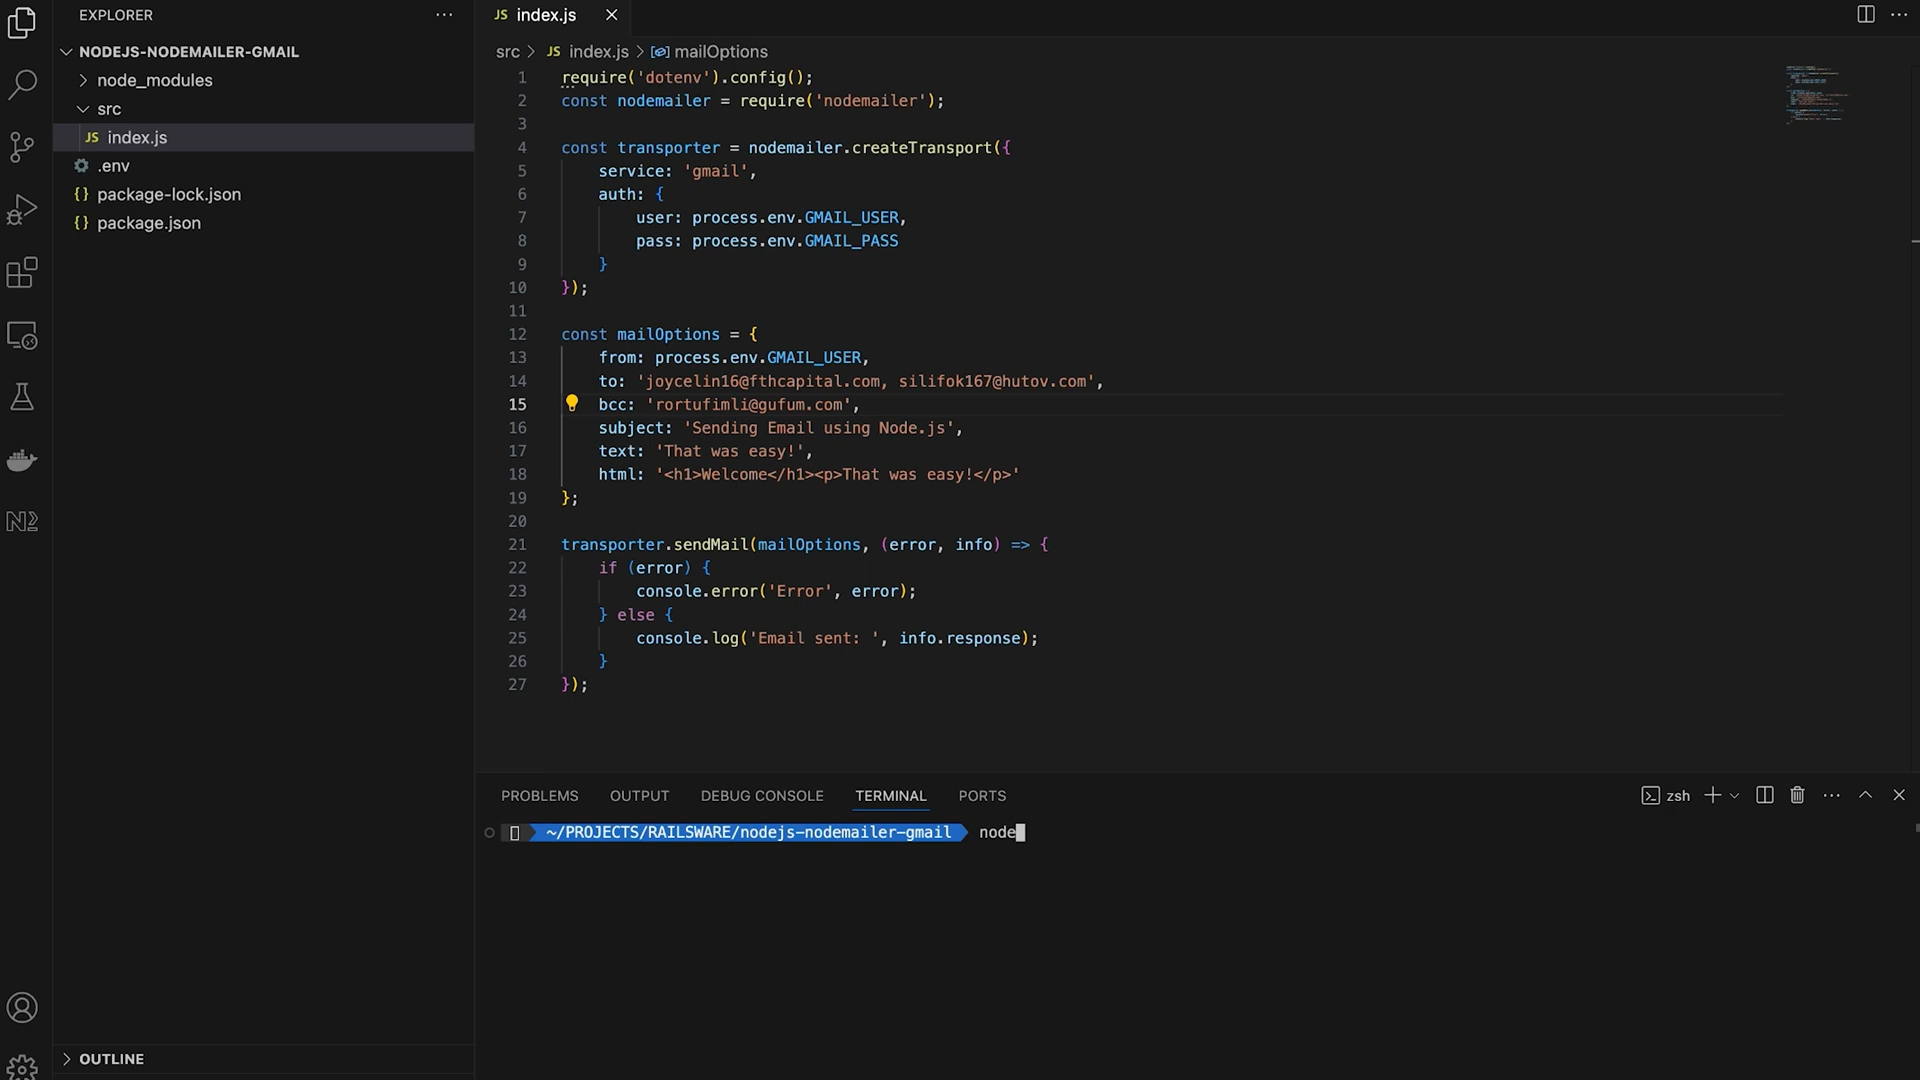 EXPLORER
NODEJS-NODEMAILER-GMAIL
node_modules
src
JS index.js
.env
{} package-lock.json
{} package.json
OUTLINE
JS index.js
src > JS index.js > mailOptions
1 require('dotenv').config();
2 const nodemailer = require('nodemailer');
3
4 const transporter = nodemailer.createTransport({
5 service: 'gmail',
6 auth: {
7 user: process.env.GMAIL_USER,
8 pass: process.env.GMAIL_PASS
9 }
10 });
11
12 const mailOptions = {
13 from: process.env.GMAIL_USER,
14 to: 'joycelin16@fthcapital.com, silifok167@hutov.com',
15 bcc: 'rortufimli@gufum.com',
16 subject: 'Sending Email using Node.js',
17 text: 'That was easy!',
18 html: '<h1>Welcome</h1><p>That was easy!</p>'
19 };
20
21 transporter.sendMail(mailOptions, (error, info) => {
22 if (error) {
23 console.error('Error', error);
24 } else {
25 console.log('Email sent: ', info.response);
26 }
27 });
PROBLEMS OUTPUT DEBUG CONSOLE TERMINAL PORTS zsh
~/PROJECTS/RAILSWARE/nodejs-nodemailer-gmail node